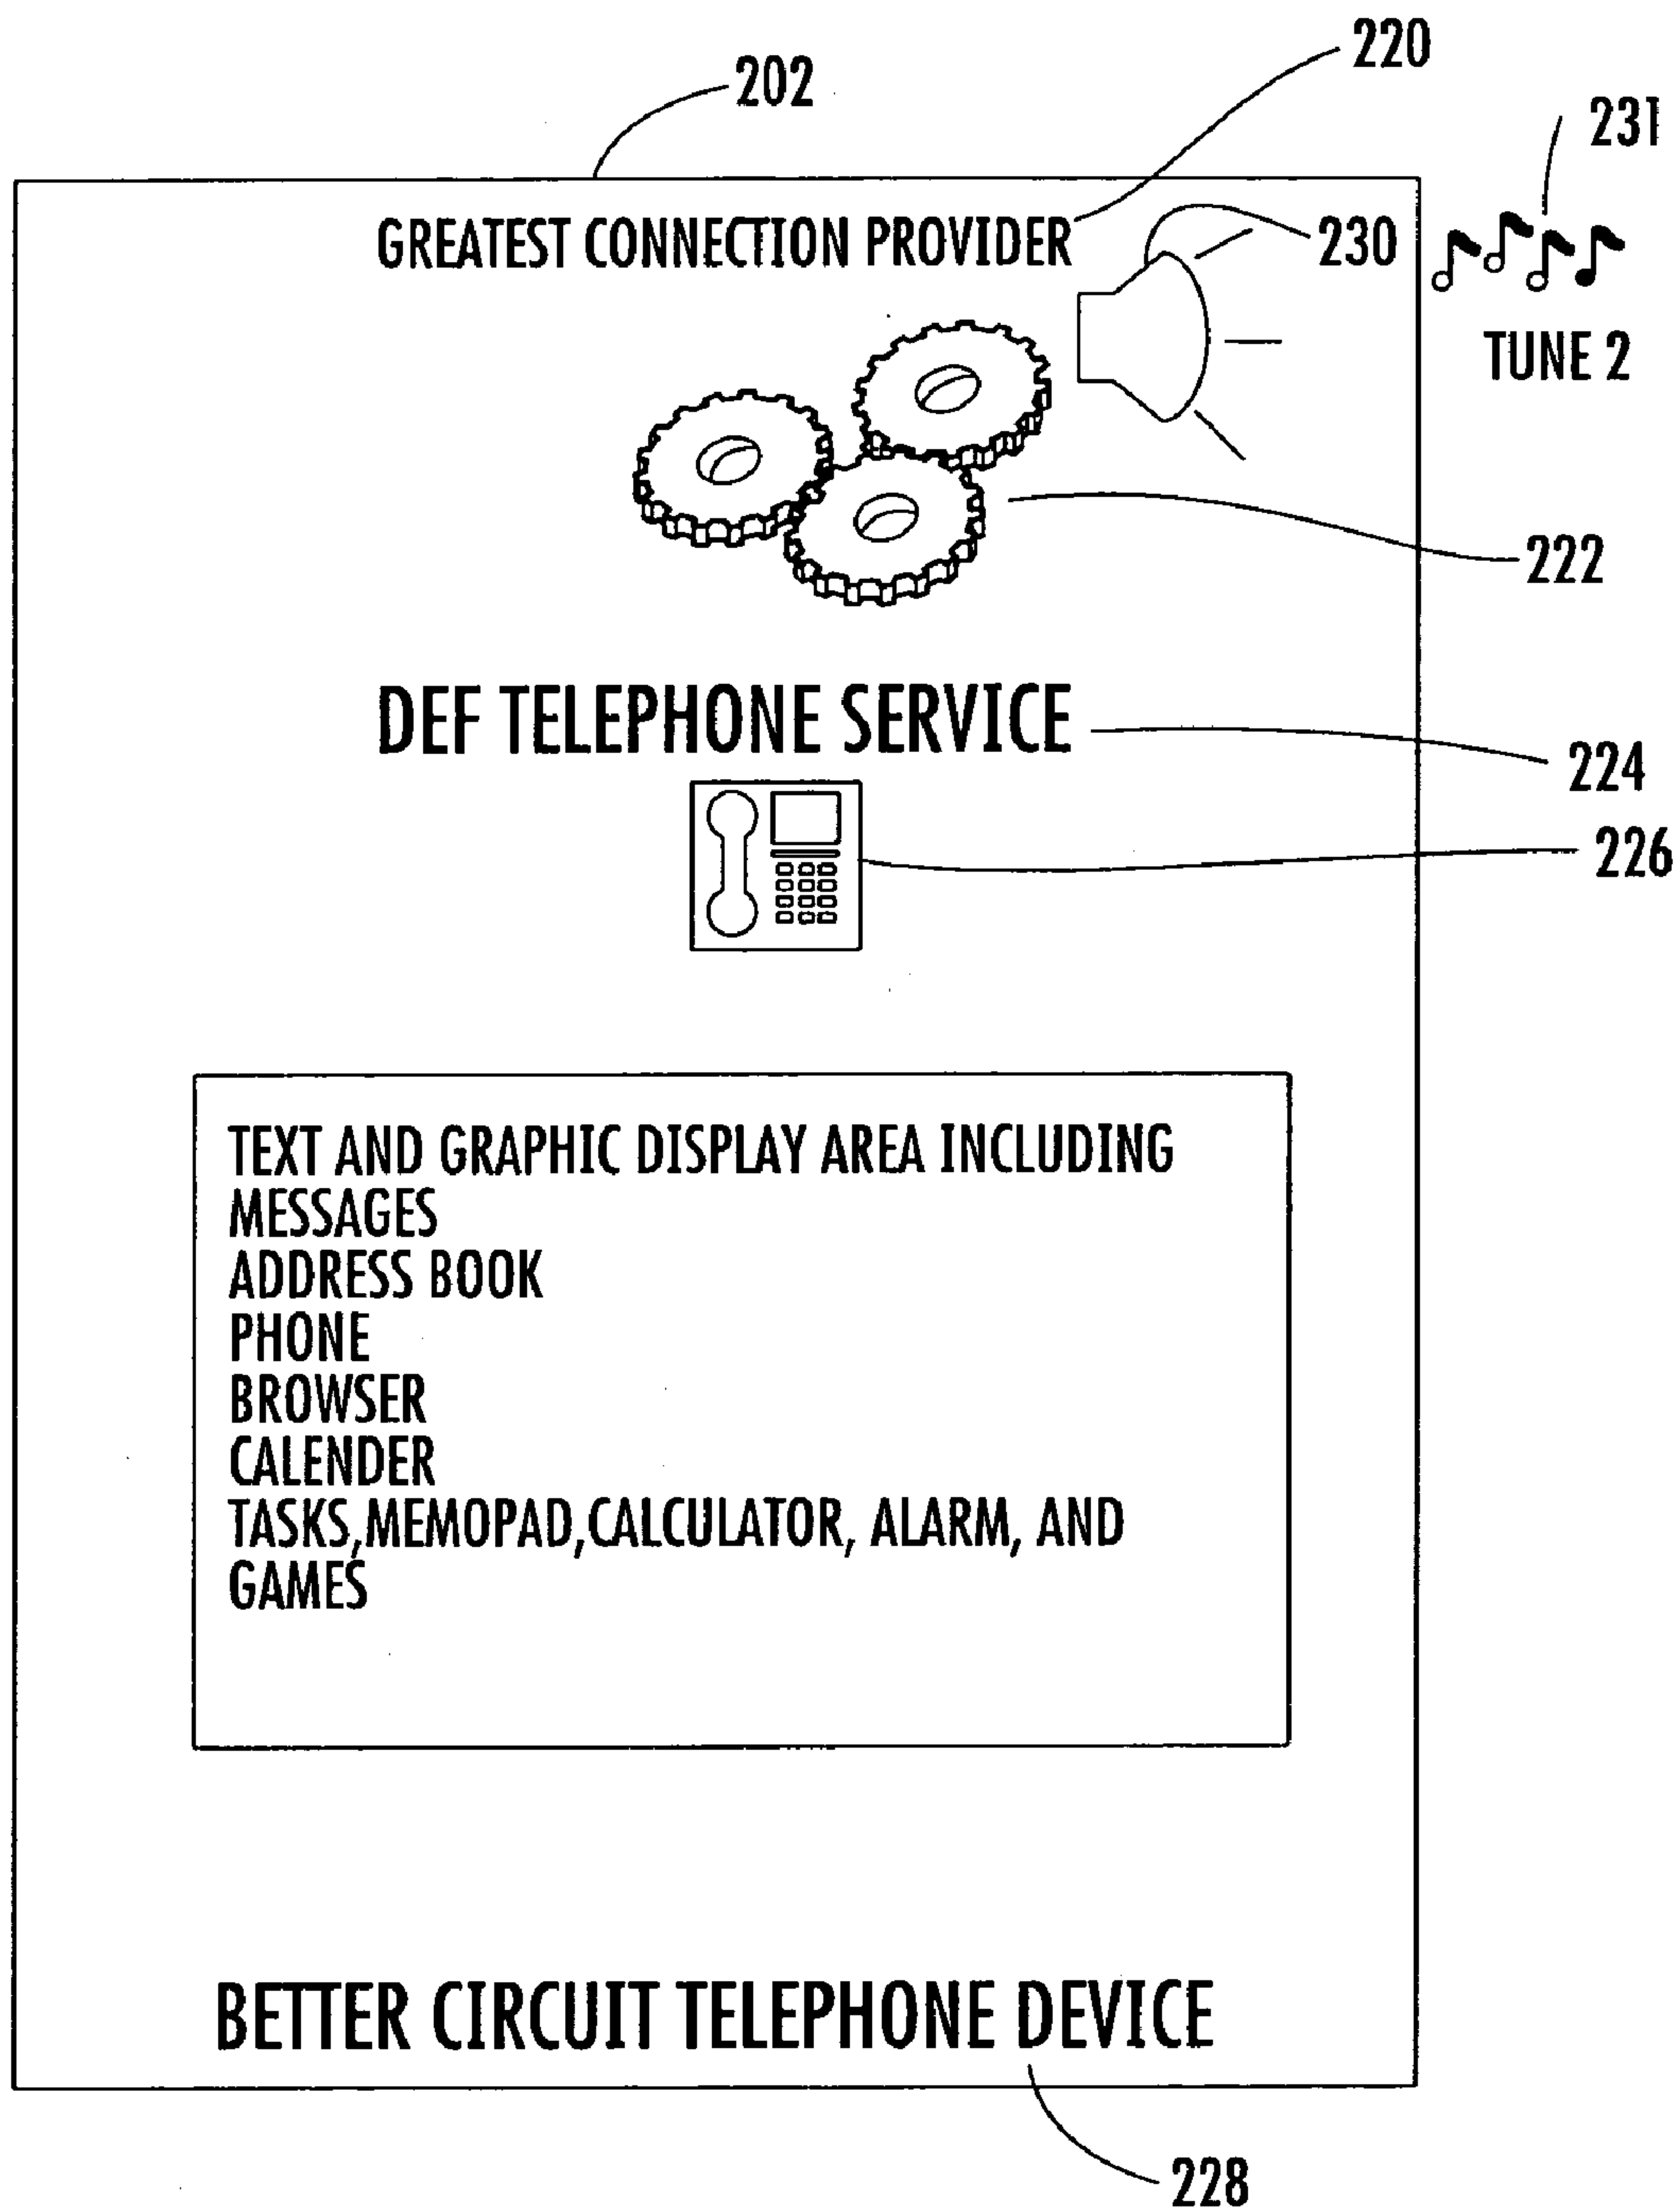 220
202
231
GREATEST CONNECTION PROVIDER
230
TUNE 2
222
DEF TELEPHONE SERVICE
224
226
TEXT AND GRAPHIC DISPLAY AREA INCLUDING
MESSAGES
ADDRESS BOOK
PHONE
BROWSER
CALENDER
TASKS,MEMOPAD,CALCULATOR, ALARM, AND
GAMES
BETTER CIRCUIT TELEPHONE DEVICE
228